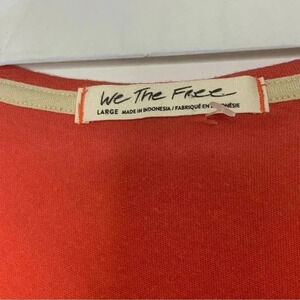 We The Free
LARGE MADE IN INDONESIA / FABRIQUÉ EN INDONÉSIE